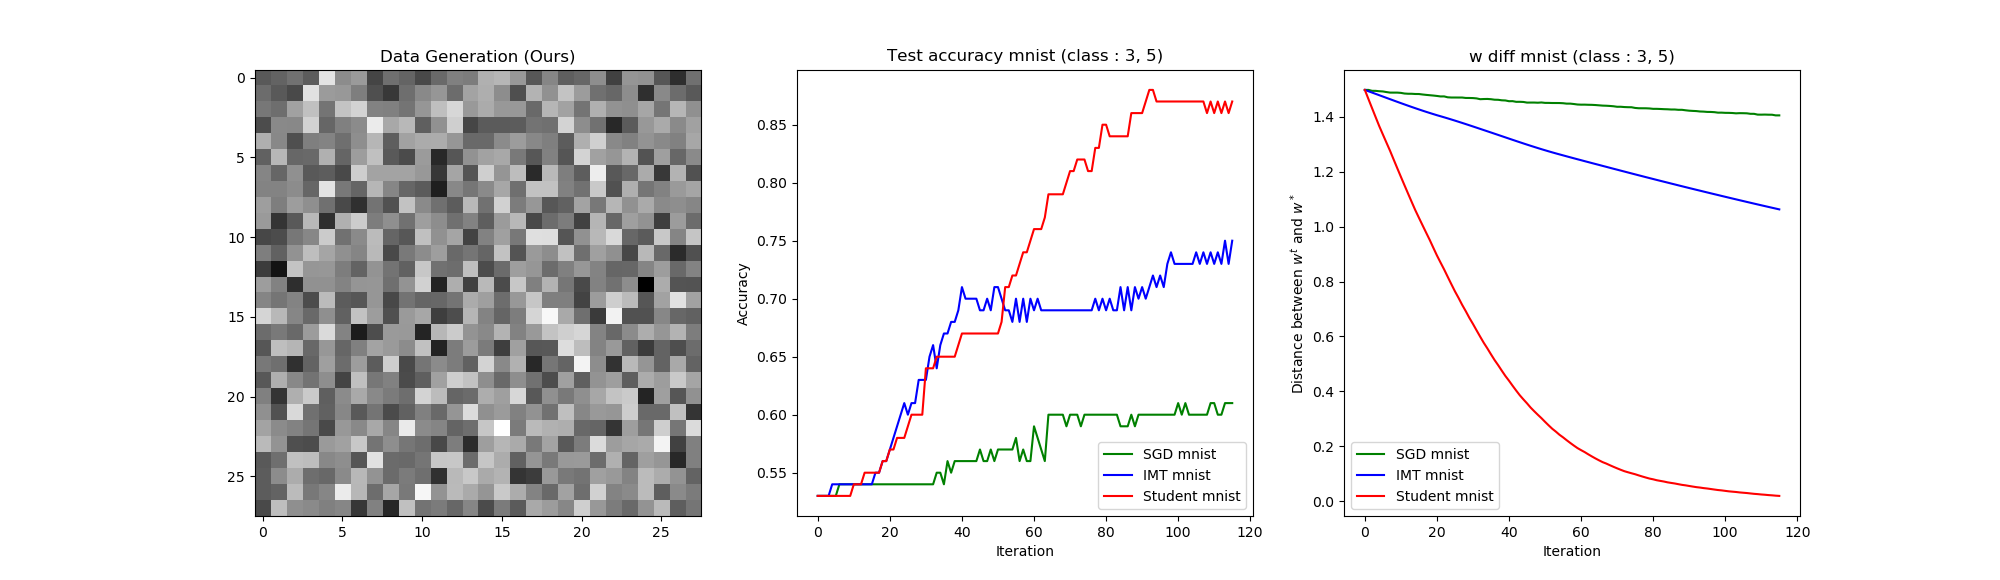 Data Generation (Ours)
0
5
10
15
20
25
0 5 10 15 20 25
Test accuracy mnist (class : 3, 5)
Accuracy
0.85
0.80
0.75
0.70
0.65
0.60
0.55
SGD mnist
IMT mnist
Student mnist
0 20 40 60 80 100 120
Iteration
w diff mnist (class : 3, 5)
Distance between w^t and w^*
1.4
1.2
1.0
0.8
0.6
0.4
0.2
0.0
SGD mnist
IMT mnist
Student mnist
0 20 40 60 80 100 120
Iteration